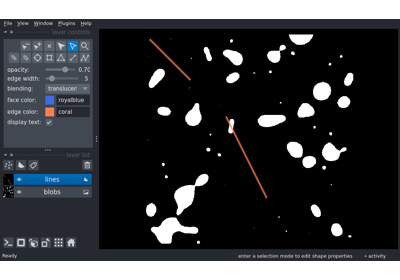 File View Window Plugins Help
layer controls
opacity: 0.70
edge width: 5
blending: translucen
face color: royalblue
edge color: coral
display text:
layer list
lines
blobs
Ready enter a selection mode to edit shape properties activity